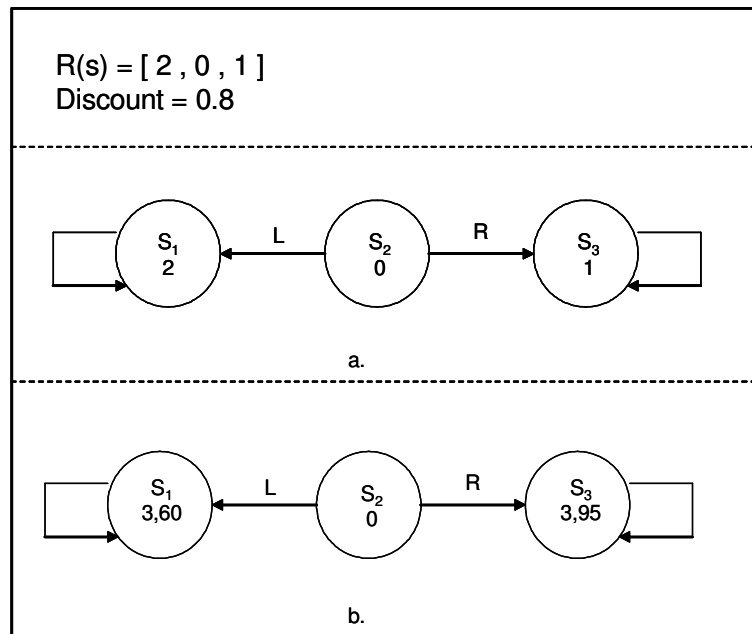 R(s) = [ 2 , 0 , 1 ]
Discount = 0.8
L
R
S1
2
S2
0
S3
1
a.
L
R
S1
3,60
S2
0
S3
3,95
b.